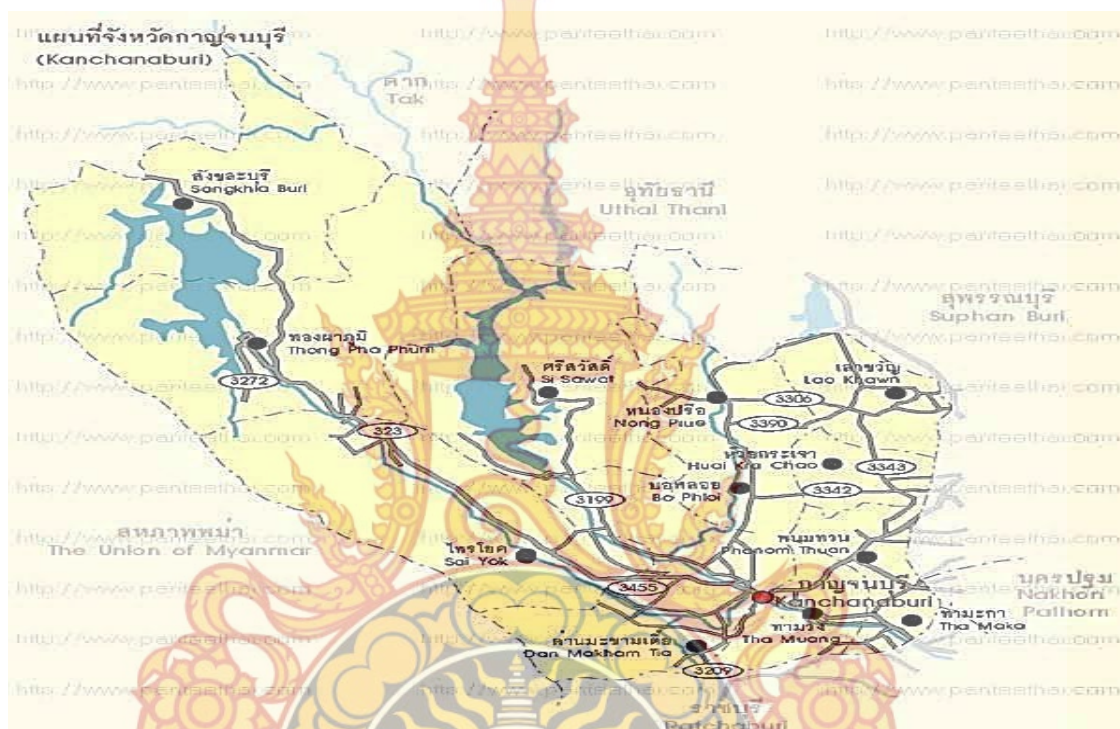 แผนที่จังหวัดกาญจนบุรี
(Kanchanaburi)
ตาก
Tak
สังขละบุรี
Sangkhla Buri
อุทัยธานี
Uthai Thani
สุพรรณบุรี
Suphan Buri
ทองผาภูมิ
Thong Pha Phum
3272
323
ศรีสวัสดิ์
Si Sawat
หนองปรือ
Nong Prue
3306
เลาขวัญ
Lao Khawn
3390
ห้วยกระเจา
Huai Kra Chao
3343
บ่อพลอย
Bo Phloi
3342
3199
สหภาพพม่า
The Union of Myanmar
ไทรโยค
Sai Yok
พนมทวน
Phanom Thuan
3455
กาญจนบุรี
Kanchanaburi
นครปฐม
Nakhon
Pathom
ท่ามะกา
Tha Maka
ท่าม่วง
Tha Muang
ด่านมะขามเตี้ย
Dan Makham Tia
3209
ราชบุรี
Ratchaburi
http://www.panteethai.com